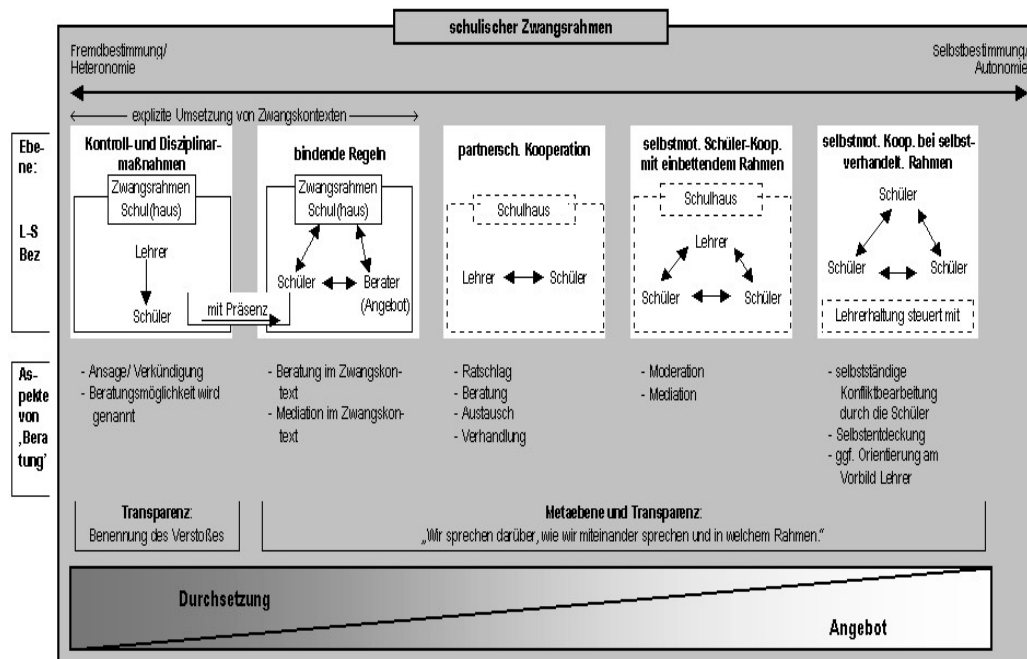 schulischer Zwangsrahmen
Fremdbestimmung/
Heteronomie
Selbstbestimmung/
Autonomie
explizite Umsetzung von Zwangskontexten
Ebe-
ne:
L-S
Bez
Kontroll- und Disziplinar-
maßnahmen
Zwangsrahmen
Schul(haus)
Lehrer
Schüler
mit Präsenz
bindende Regeln
Zwangsrahmen
Schul(haus)
Schüler
Berater
(Angebot)
partnersch. Kooperation
Schulhaus
Lehrer
Schüler
selbstmot. Schüler-Koop.
mit einbettendem Rahmen
Schulhaus
Lehrer
Schüler
Schüler
selbstmot. Koop. bei selbst-
verhandelt. Rahmen
Schüler
Schüler
Schüler
Lehrerhaltung steuert mit
As-
pekte
von
‚Bera
tung'
- Ansage/ Verkündigung
- Beratungsmöglichkeit wird
genannt
- Beratung im Zwangskon-
text
- Mediation im Zwangskon-
text
- Ratschlag
- Beratung
- Austausch
- Verhandlung
- Moderation
- Mediation
- selbstständige
Konfliktbearbeitung
durch die Schüler
- Selbstentdeckung
- ggf. Orientierung am
Vorbild Lehrer
Transparenz:
Benennung des Verstoßes
Metaebene und Transparenz:
„Wir sprechen darüber, wie wir miteinander sprechen und in welchem Rahmen."
Durchsetzung
Angebot